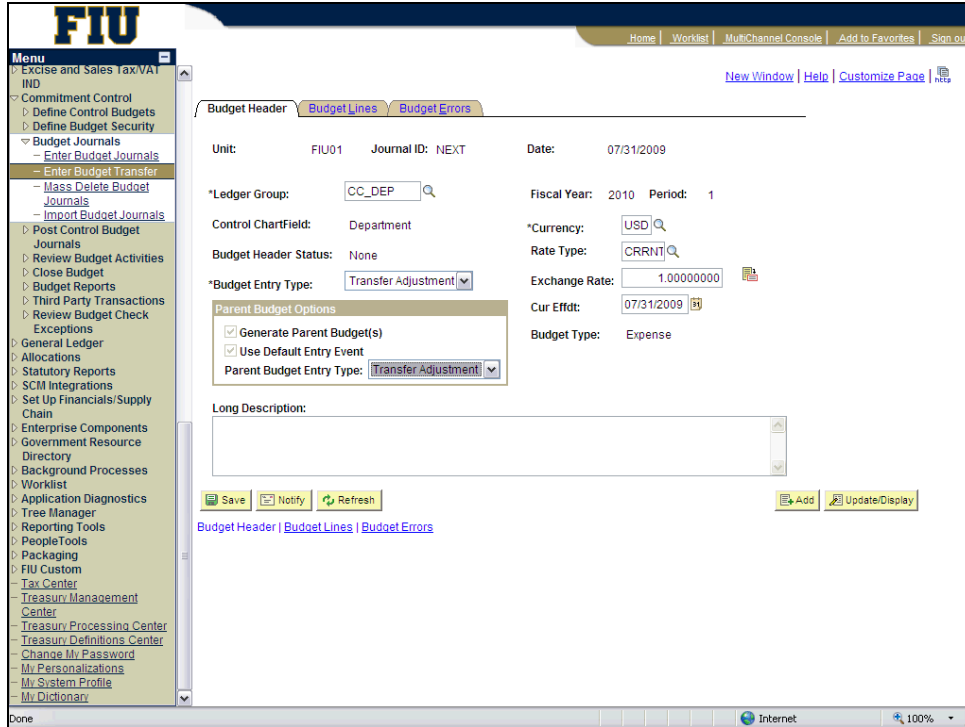 FIU
Home | Worklist | MultiChannel Console | Add to Favorites | Sign ou
Menu
Excise and Sales Tax/VAT
IND
Commitment Control
Define Control Budgets
Define Budget Security
Budget Journals
Enter Budget Journals
Enter Budget Transfer
Mass Delete Budget
Journals
Import Budget Journals
Post Control Budget
Journals
Review Budget Activities
Close Budget
Budget Reports
Third Party Transactions
Review Budget Check
Exceptions
General Ledger
Allocations
Statutory Reports
SCM Integrations
Set Up Financials/Supply
Chain
Enterprise Components
Government Resource
Directory
Background Processes
Worklist
Application Diagnostics
Tree Manager
Reporting Tools
PeopleTools
Packaging
FIU Custom
Tax Center
Treasury Management
Center
Treasury Processing Center
Treasury Definitions Center
Change My Password
My Personalizations
My System Profile
My Dictionary
New Window | Help | Customize Page | http
Budget Header Budget Lines Budget Errors
Unit: FIU01 Journal ID: NEXT Date: 07/31/2009
*Ledger Group: CC_DEP Fiscal Year: 2010 Period: 1
Control ChartField: Department *Currency: USD
Budget Header Status: None Rate Type: CRRNT
*Budget Entry Type: Transfer Adjustment Exchange Rate: 1.00000000
Parent Budget Options Cur Effdt: 07/31/2009
Generate Parent Budget(s) Budget Type: Expense
Use Default Entry Event
Parent Budget Entry Type: Transfer Adjustment
Long Description:
Save Notify Refresh Add Update/Display
Budget Header | Budget Lines | Budget Errors
Done Internet 100%